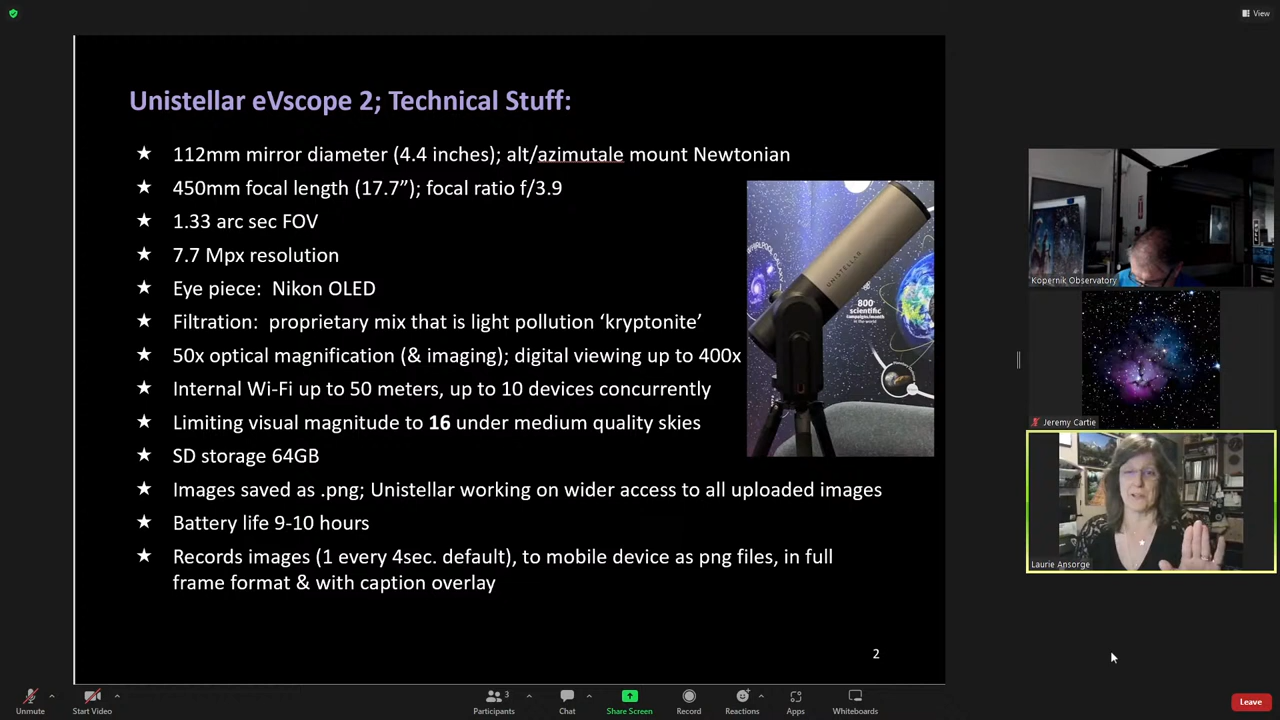 View
Unistellar eVscope 2; Technical Stuff:
★ 112mm mirror diameter (4.4 inches); alt/azimutale mount Newtonian
★ 450mm focal length (17.7”); focal ratio f/3.9
★ 1.33 arc sec FOV
★ 7.7 Mpx resolution
★ Eye piece: Nikon OLED
★ Filtration: proprietary mix that is light pollution ‘kryptonite’
★ 50x optical magnification (& imaging); digital viewing up to 400x
★ Internal Wi-Fi up to 50 meters, up to 10 devices concurrently
★ Limiting visual magnitude to 16 under medium quality skies
★ SD storage 64GB
★ Images saved as .png; Unistellar working on wider access to all uploaded images
★ Battery life 9-10 hours
★ Records images (1 every 4sec. default), to mobile device as png files, in full
frame format & with caption overlay
2
UNISTELLAR
800
scientific
campaigns/month
Kopernik Observatory
Jeremy Cartie
Laurie Ansorge
3
Unmute
Start Video
Participants
Chat
Share Screen
Record
Reactions
Apps
Whiteboards
Leave